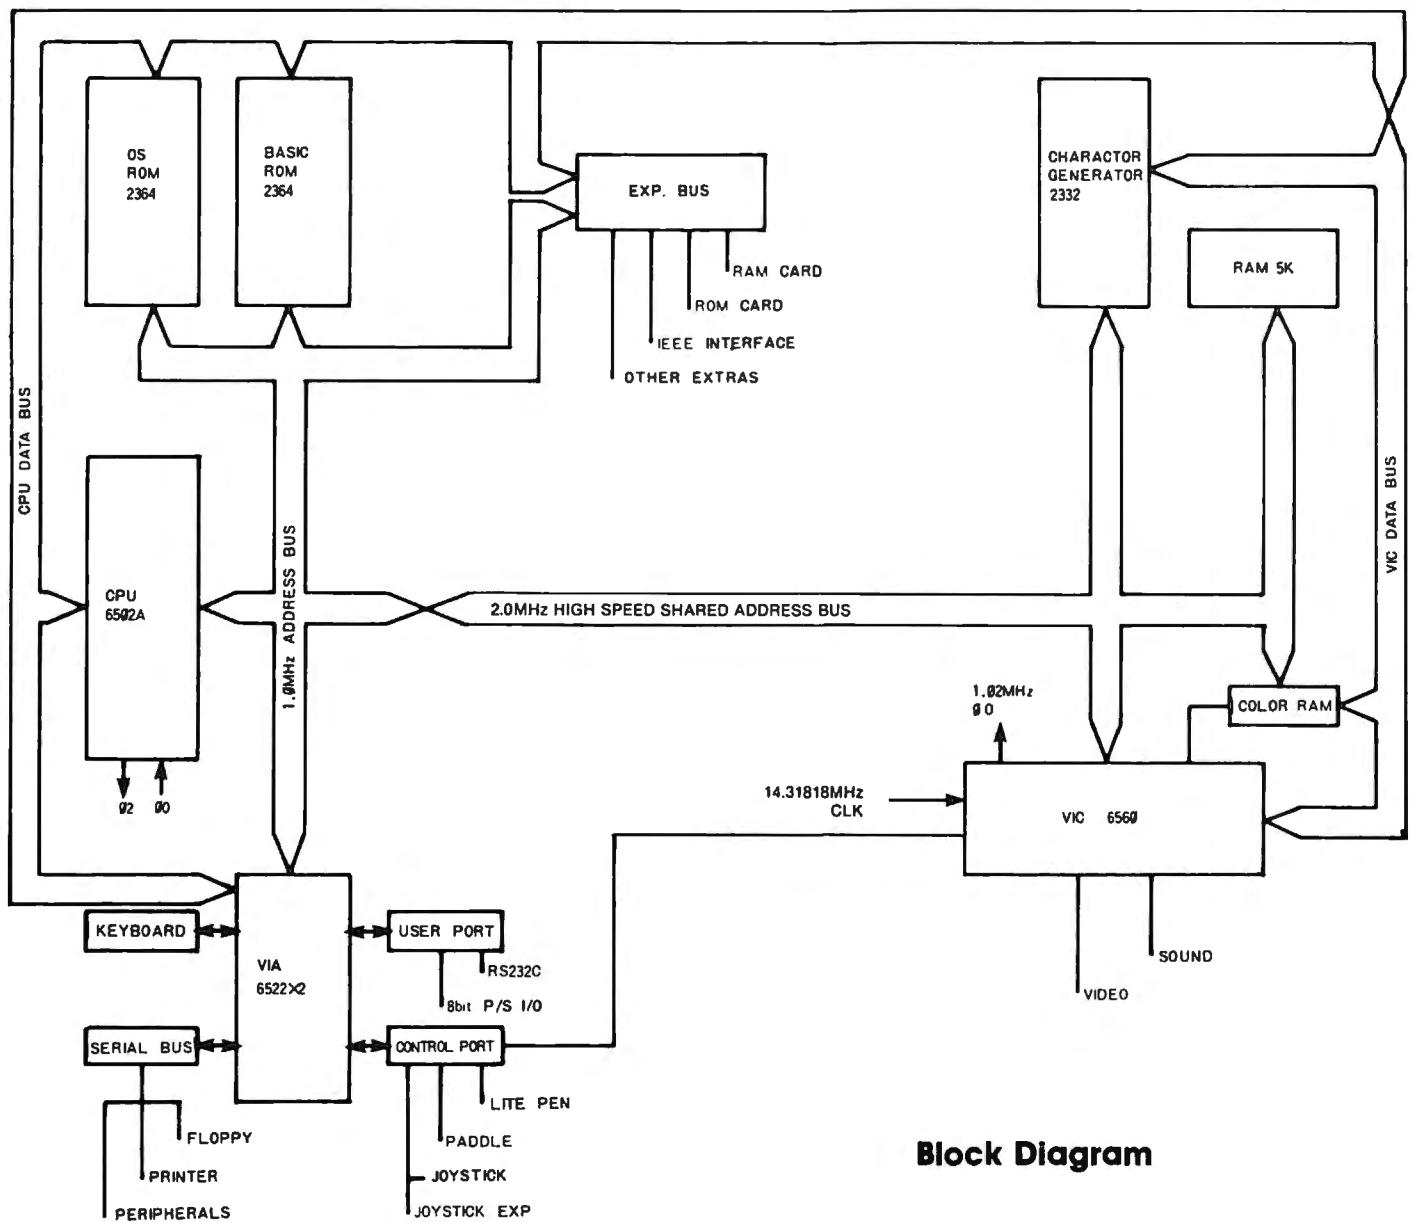 OS
ROM
2364
BASIC
ROM
2364
EXP. BUS
RAM CARD
ROM CARD
IEEE INTERFACE
OTHER EXTRAS
CHARACTOR
GENERATOR
2332
RAM 5K
CPU DATA BUS
VIC DATA BUS
CPU
6502A
Ø2
Ø0
1.0MHz ADDRESS BUS
2.0MHz HIGH SPEED SHARED ADDRESS BUS
1.02MHz
Ø0
COLOR RAM
14.31818MHz
CLK
VIC 6560
SOUND
VIDEO
KEYBOARD
VIA
6522X2
USER PORT
RS232C
8bit P/S I/O
SERIAL BUS
CONTROL PORT
LITE PEN
FLOPPY
PADDLE
PRINTER
JOYSTICK
PERIPHERALS
JOYSTICK EXP
Block Diagram